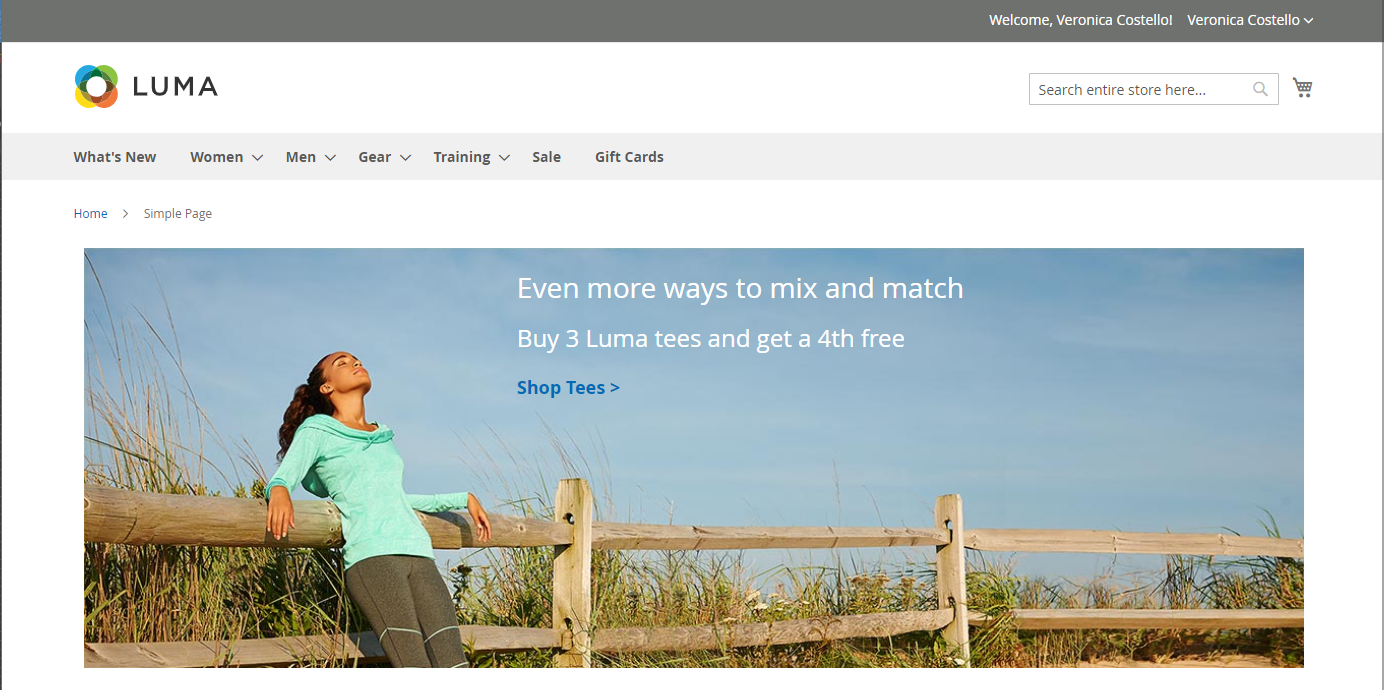 Welcome, Veronica Costello! Veronica Costello
LUMA
Search entire store here...
What's New Women Men Gear Training Sale Gift Cards
Home > Simple Page
Even more ways to mix and match
Buy 3 Luma tees and get a 4th free
Shop Tees >